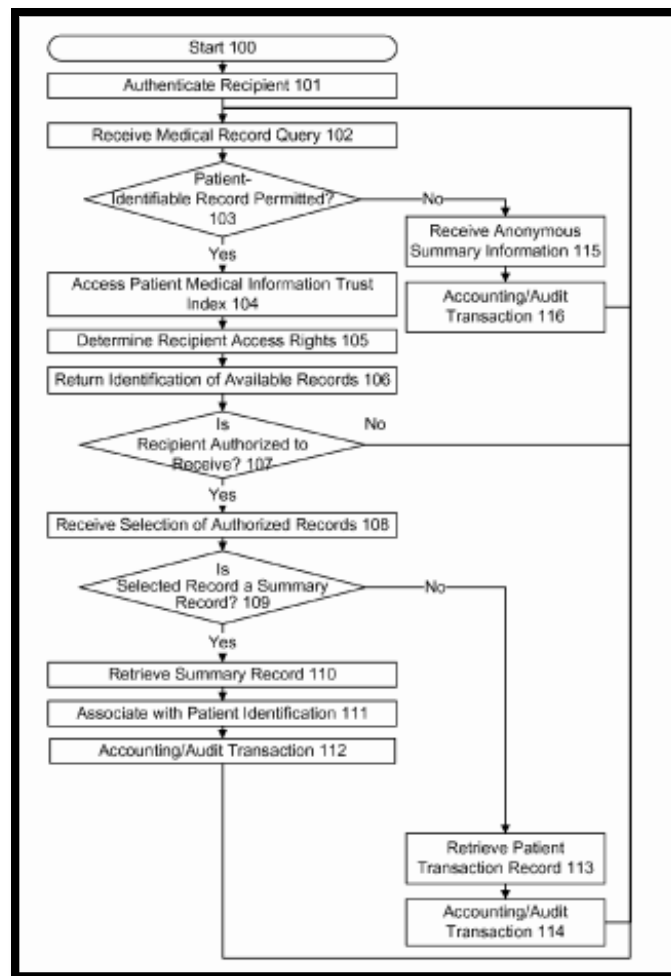 Start 100
Authenticate Recipient 101
Receive Medical Record Query 102
Patient-
Identifiable Record Permitted?
103
No
Receive Anonymous
Summary Information 115
Yes
Access Patient Medical Information Trust
Index 104
Accounting/Audit
Transaction 116
Determine Recipient Access Rights 105
Return Identification of Available Records 106
Is
Recipient Authorized to
Receive? 107
No
Yes
Receive Selection of Authorized Records 108
Is
Selected Record a Summary
Record? 109
No
Yes
Retrieve Summary Record 110
Associate with Patient Identification 111
Accounting/Audit Transaction 112
Retrieve Patient
Transaction Record 113
Accounting/Audit
Transaction 114